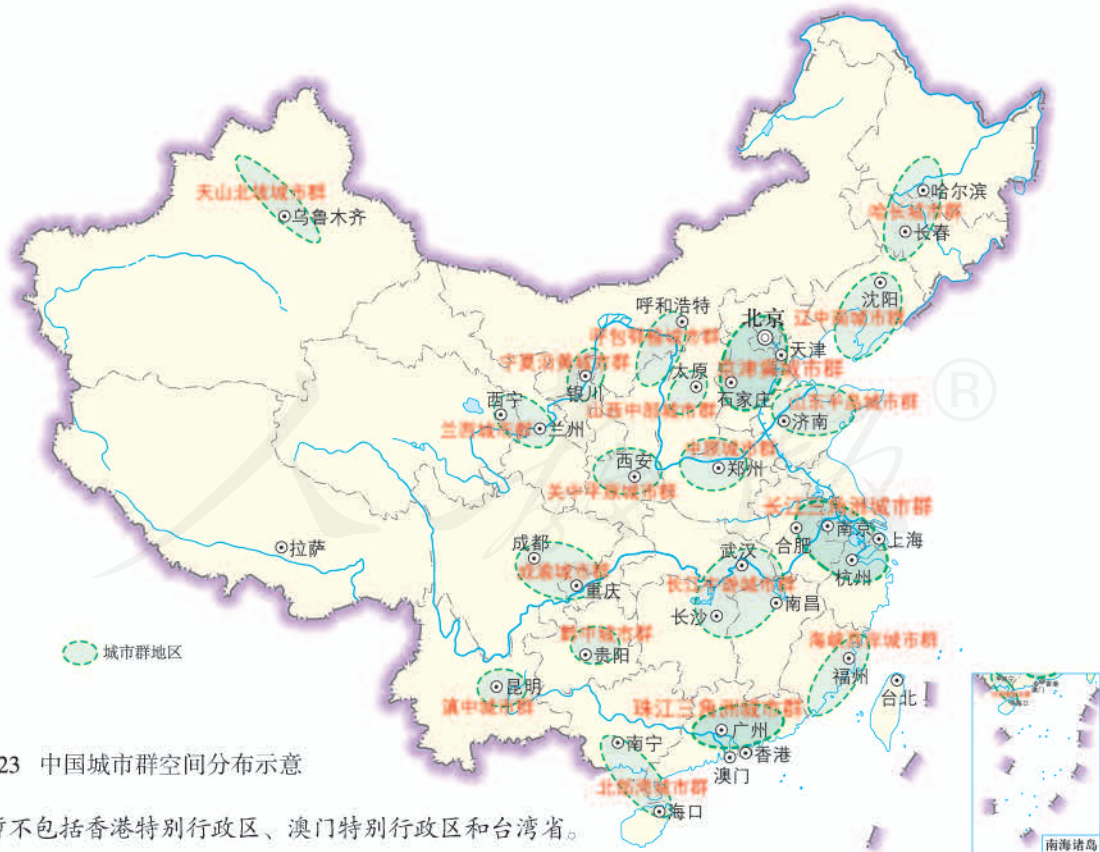 哈尔滨
天山北坡城市群
哈长城市群
乌鲁木齐
长春
沈阳
呼和浩特
北京
辽中南城市群
呼包鄂榆城市群
天津
宁夏沿黄城市群
太原
京津冀城市群
银川
石家庄
西宁
山西中部城市群
山东半岛城市群
济南
兰西城市群
兰州
中原城市群
西安
郑州
关中平原城市群
长江三角洲城市群
南京
合肥
上海
拉萨
成都
武汉
杭州
成渝城市群
长江中游城市群
重庆
南昌
长沙
黔中城市群
海峡西岸城市群
城市群地区
贵阳
福州
昆明
台北
滇中城市群
珠江三角洲城市群
广州
南宁
香港
澳门
23 中国城市群空间分布示意
北部湾城市群
海口
不包括香港特别行政区、澳门特别行政区和台湾省。
南海诸岛
®